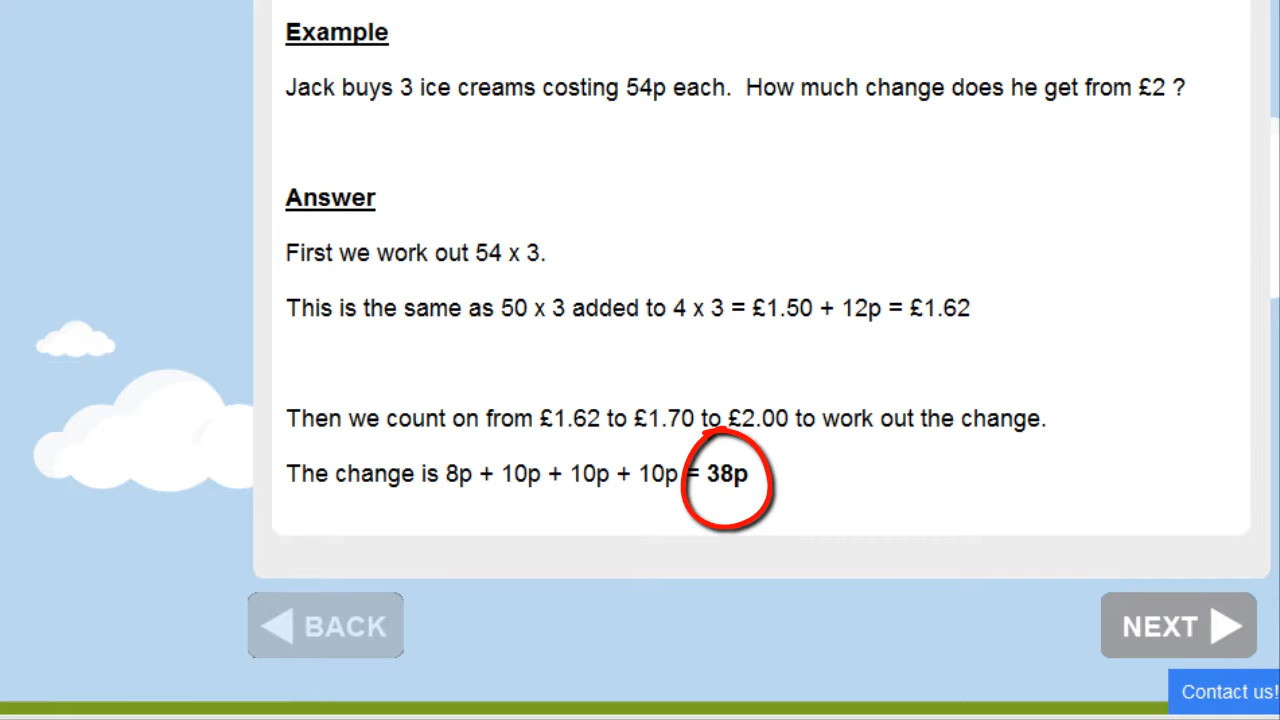 Example
Jack buys 3 ice creams costing 54p each. How much change does he get from £2 ?
Answer
First we work out 54 x 3.
This is the same as 50 x 3 added to 4 x 3 = £1.50 + 12p = £1.62
Then we count on from £1.62 to £1.70 to £2.00 to work out the change.
The change is 8p + 10p + 10p + 10p = 38p
BACK
NEXT
Contact us!